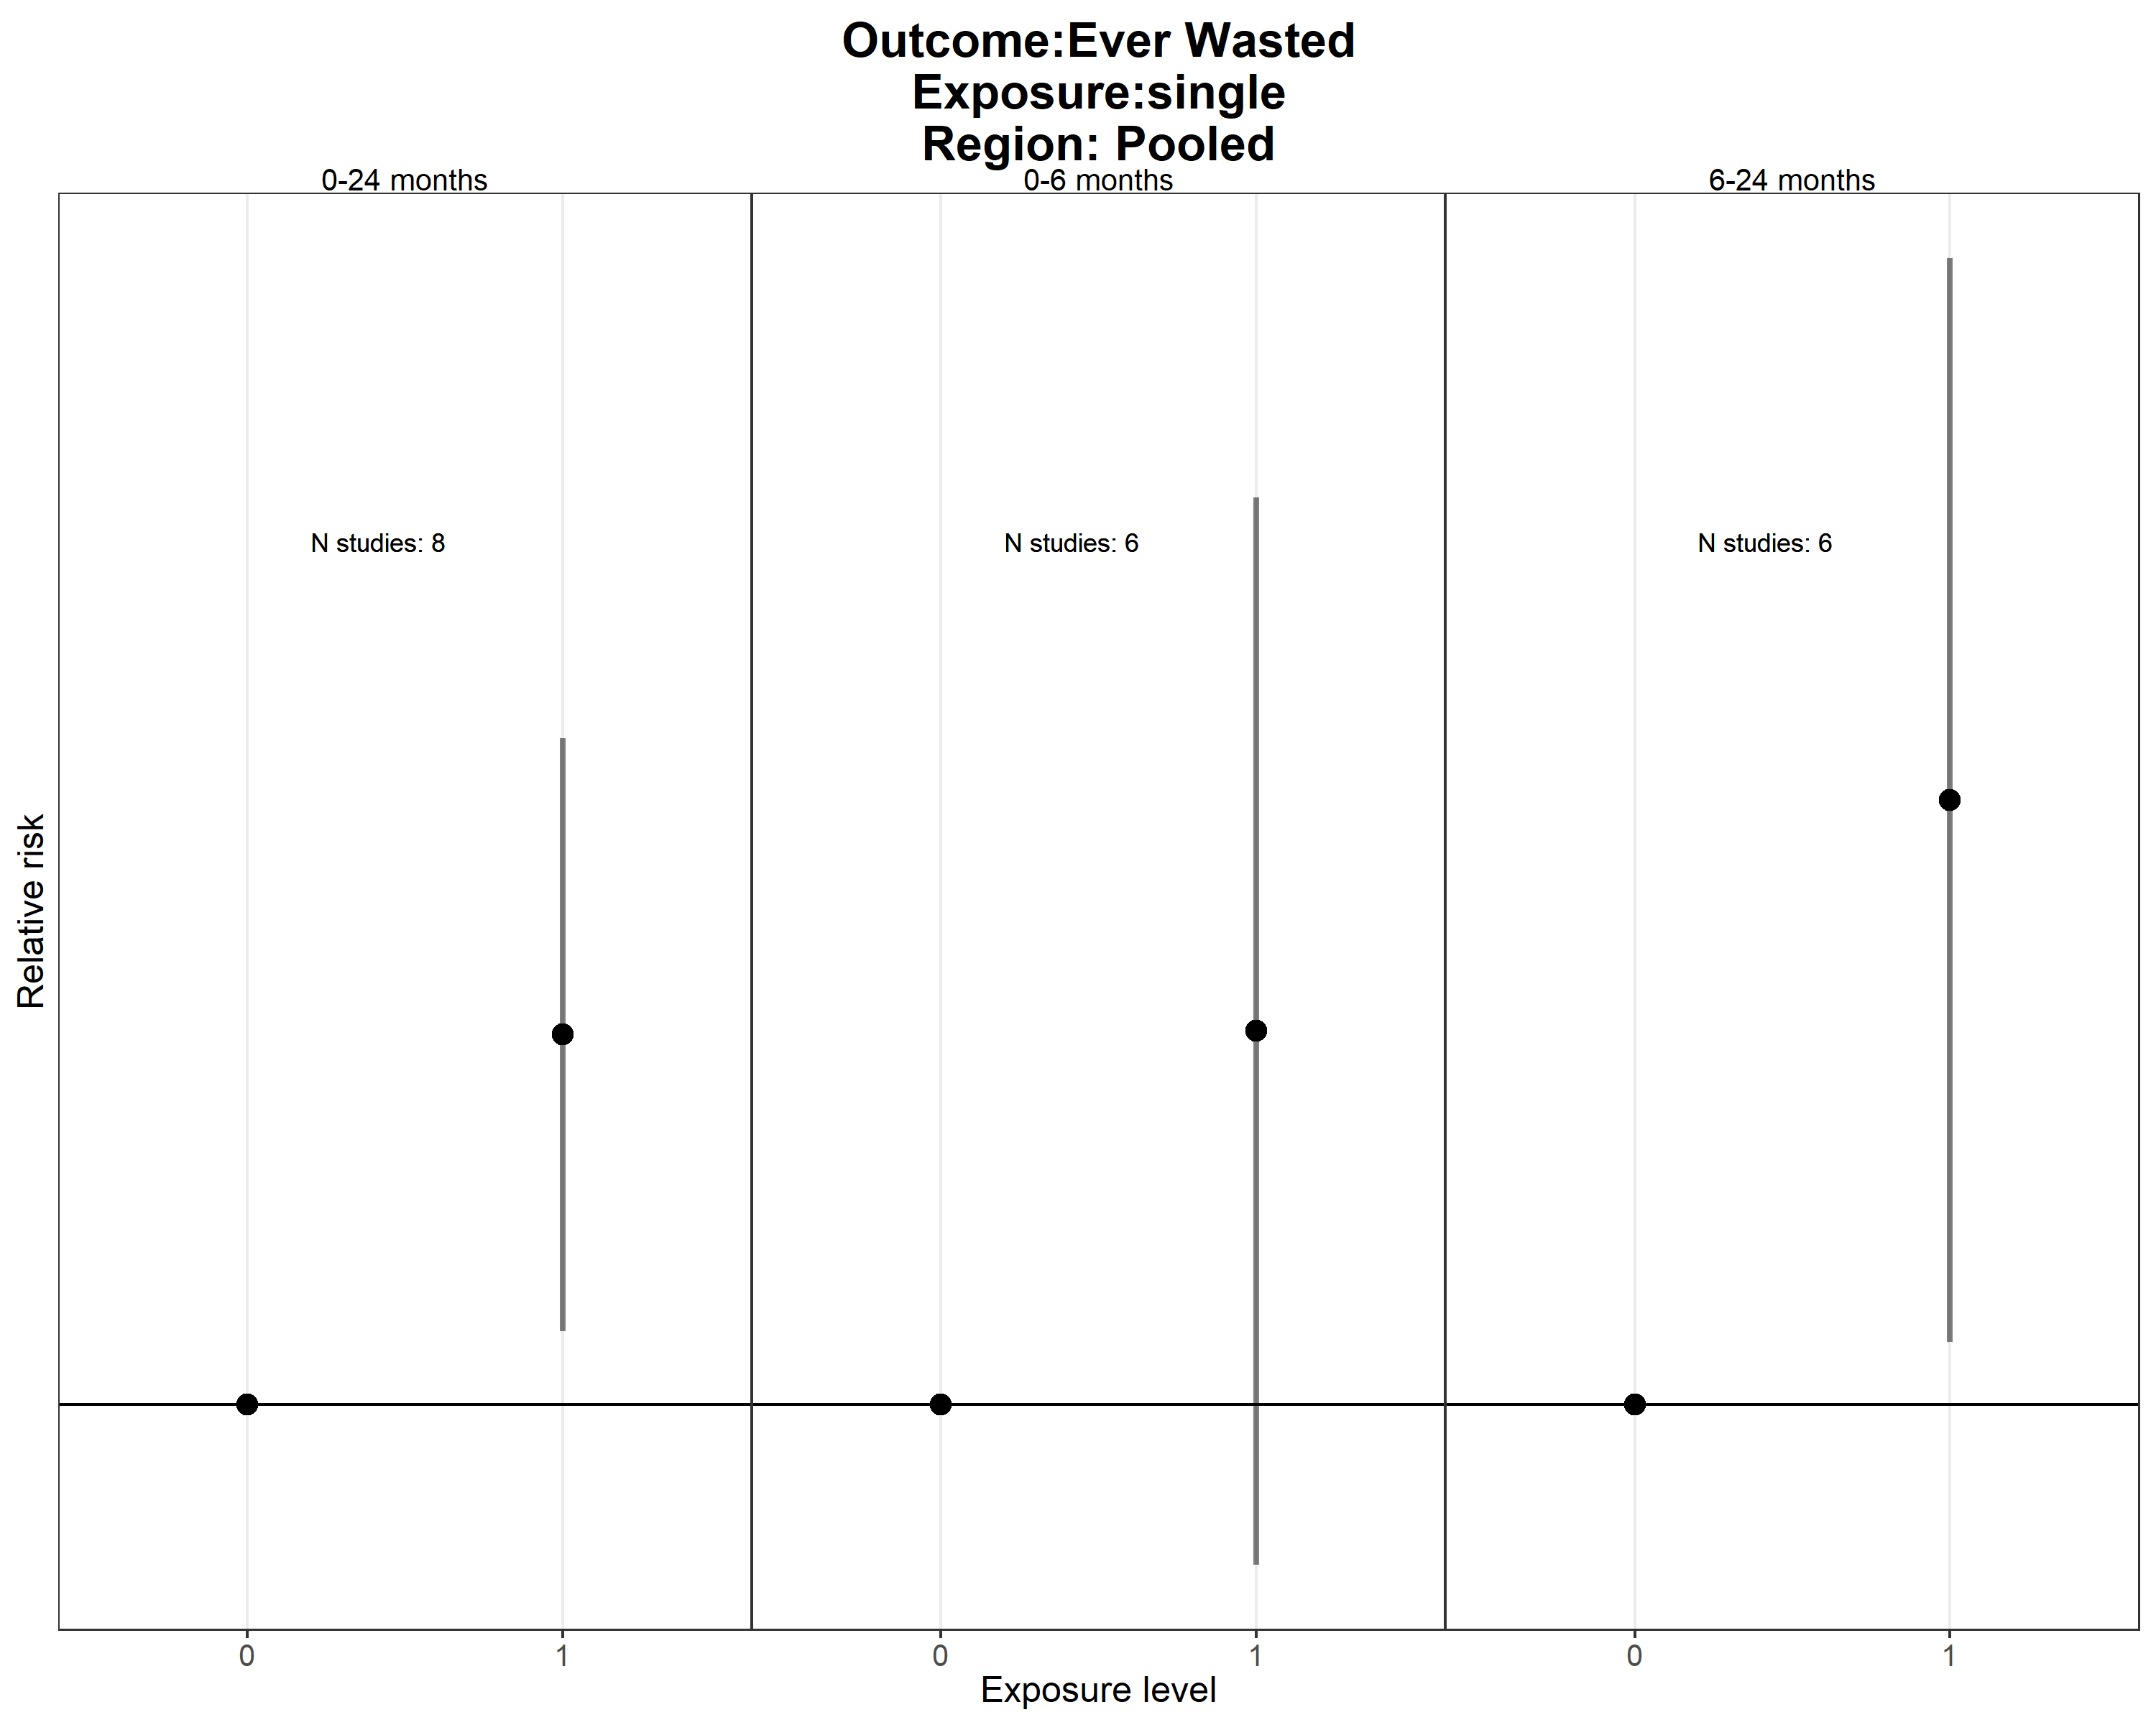 Outcome:Ever Wasted
Exposure:single
Region: Pooled
0-24 months
0-6 months
6-24 months
N studies: 8
N studies: 6
N studies: 6
Relative risk
0
1
0
1
0
1
Exposure level